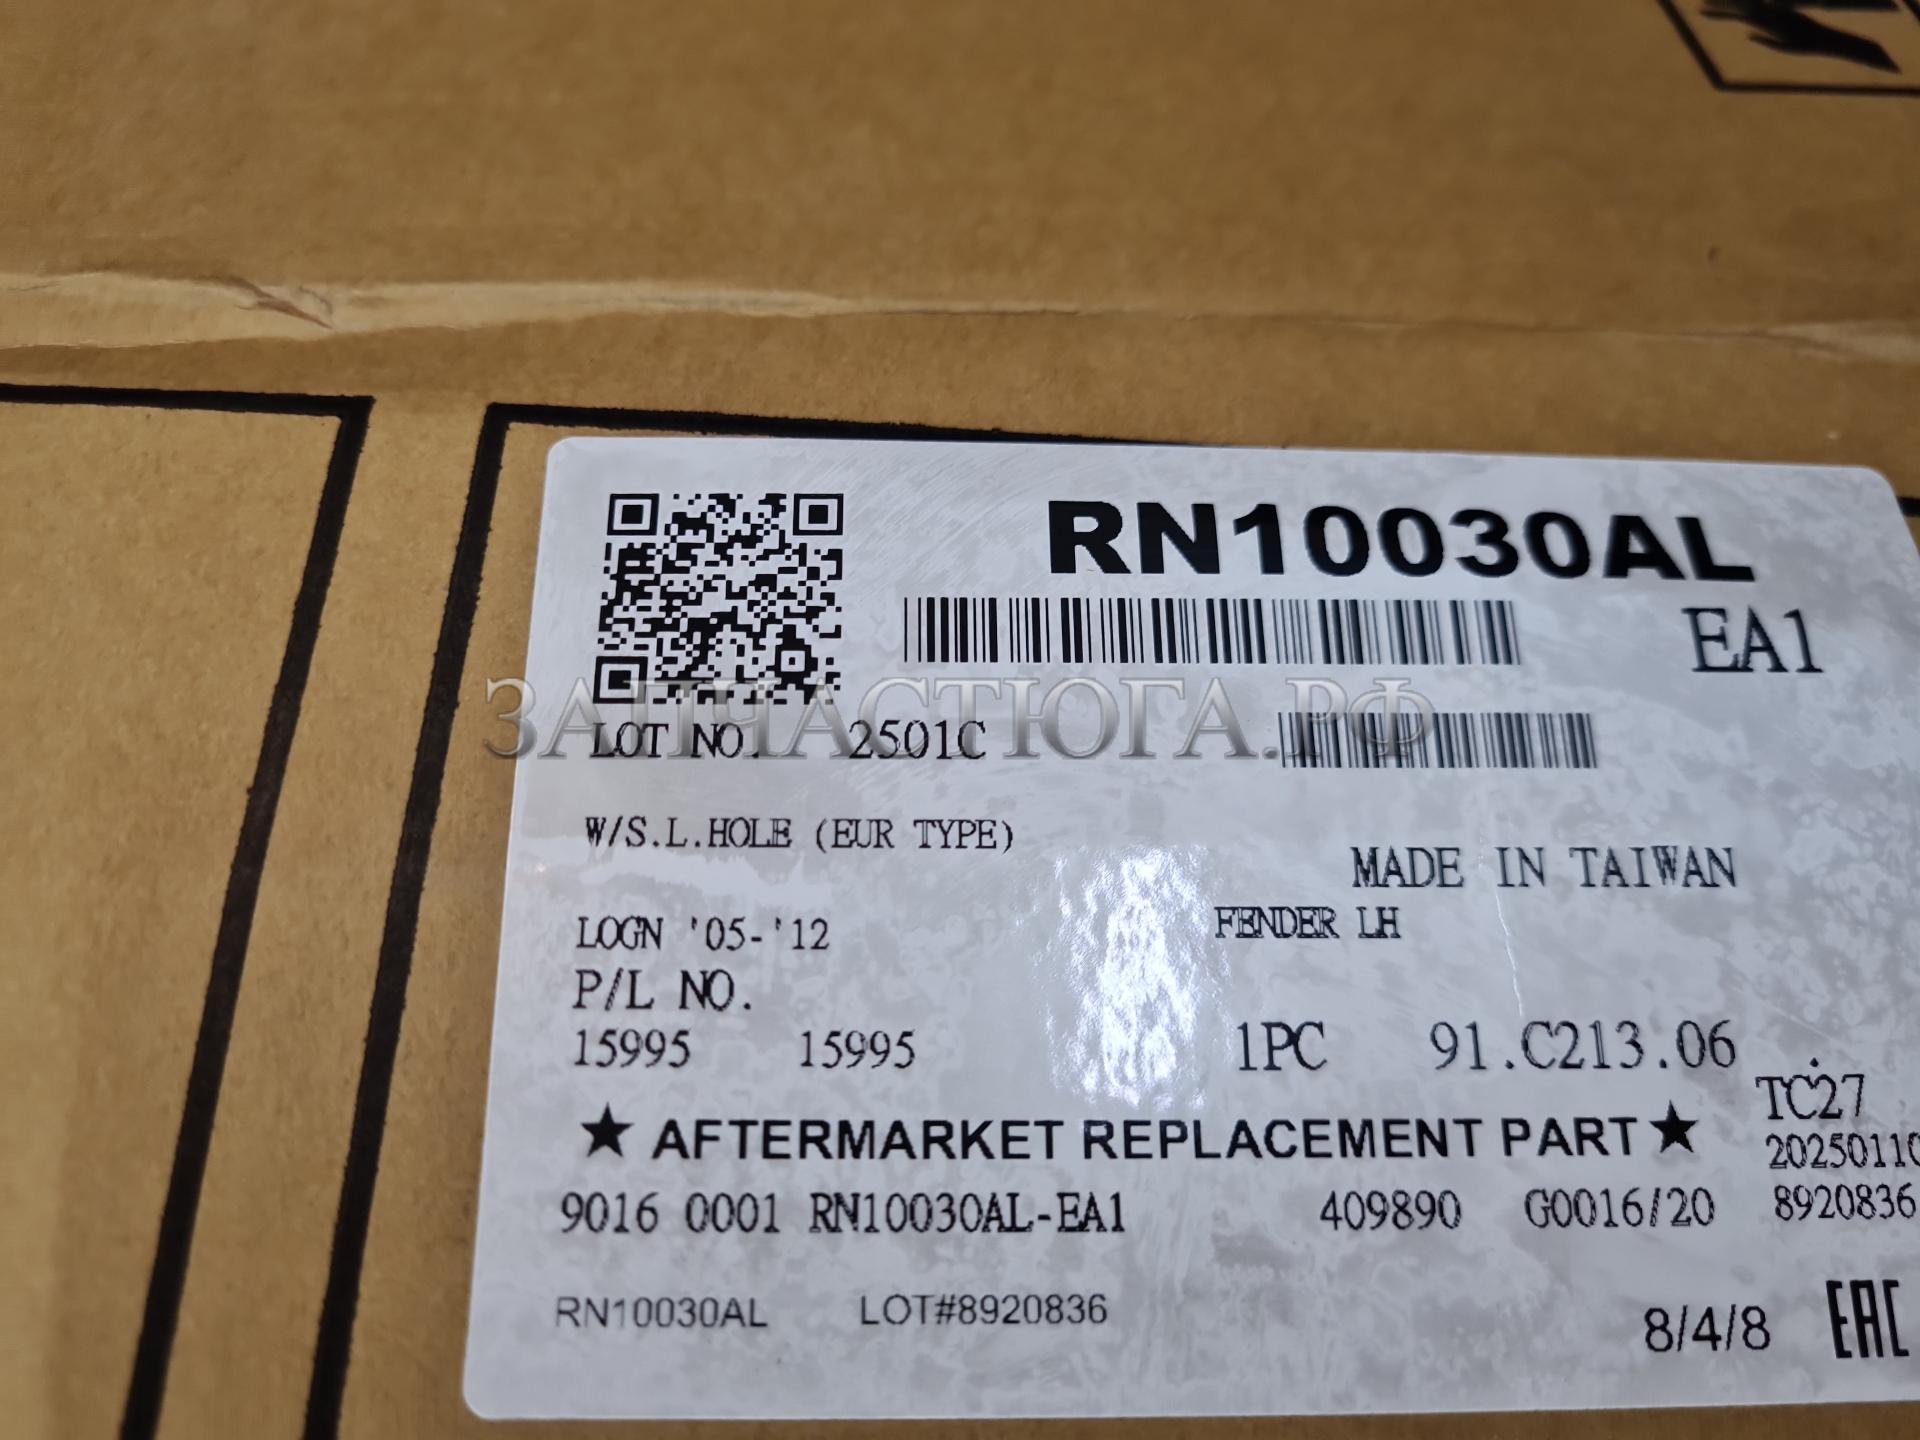 RN10030AL
EA1
ЗАПЧАСТЮГА.РФ
LOT NO. 2501C
W/S.L.HOLE (EUR TYPE)
MADE IN TAIWAN
LOGN '05-'12
FENDER LH
P/L NO.
15995 15995 1PC 91.C213.06
TC27
★ AFTERMARKET REPLACEMENT PART ★
20250110
9016 0001 RN10030AL-EA1 409890 G0016/20 8920836
RN10030AL LOT#8920836 8/4/8 EAC